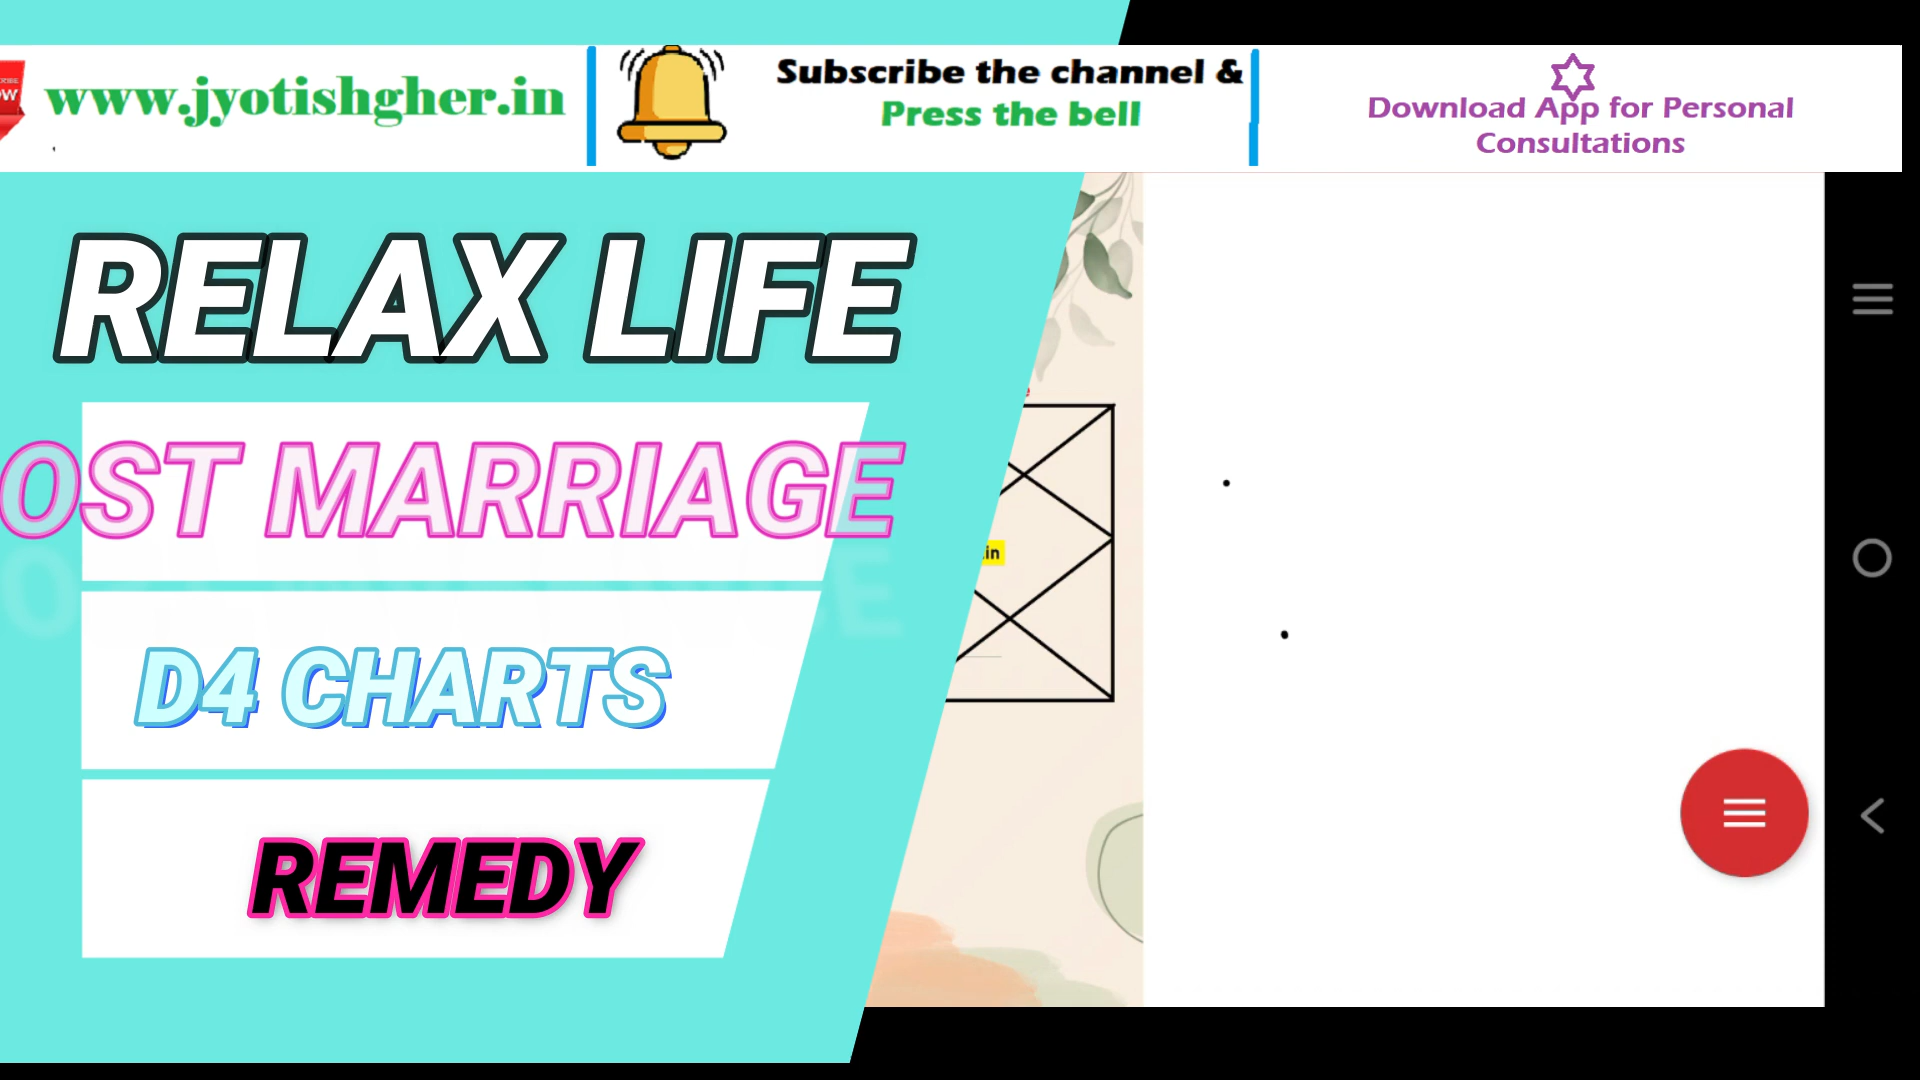 OW
www.jyotishgher.in
Subscribe the channel &
Press the bell
Download App for Personal
Consultations
RELAX LIFE
OST MARRIAGE
in
D4 CHARTS
REMEDY